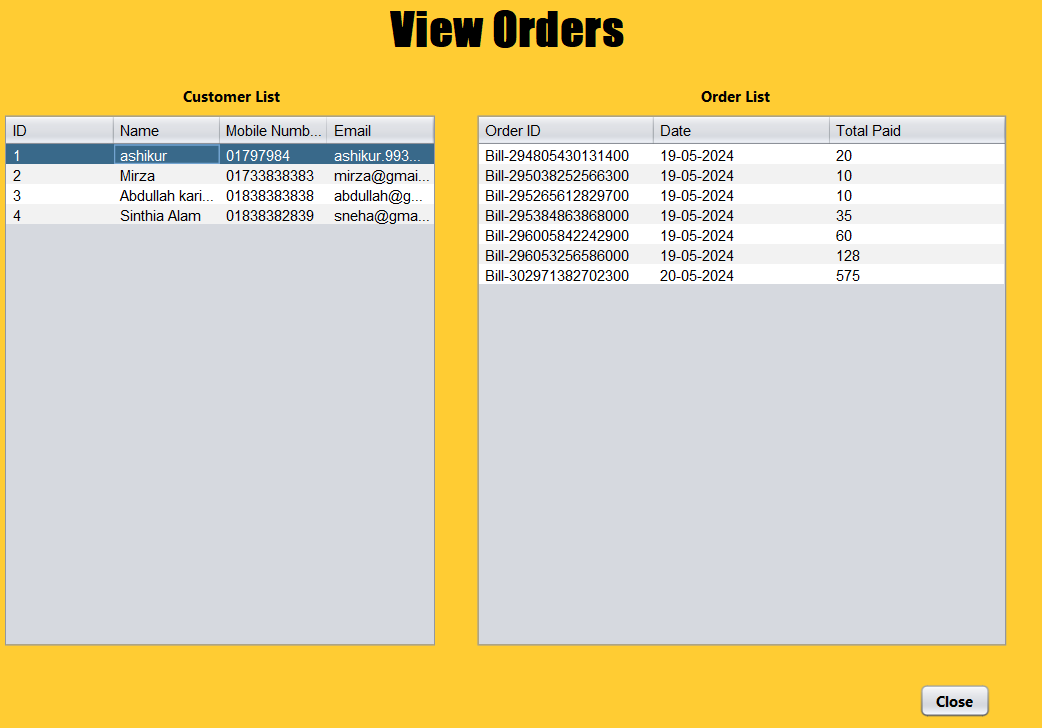 View Orders
Customer List
ID Name Mobile Numb... Email
1 ashikur 01797984 ashikur.993...
2 Mirza 01733838383 mirza@gmai...
3 Abdullah kari... 01838383838 abdullah@g...
4 Sinthia Alam 01838382839 sneha@gma...
Order List
Order ID Date Total Paid
Bill-294805430131400 19-05-2024 20
Bill-295038252566300 19-05-2024 10
Bill-295265612829700 19-05-2024 10
Bill-295384863868000 19-05-2024 35
Bill-296005842242900 19-05-2024 60
Bill-296053256586000 19-05-2024 128
Bill-302971382702300 20-05-2024 575
Close